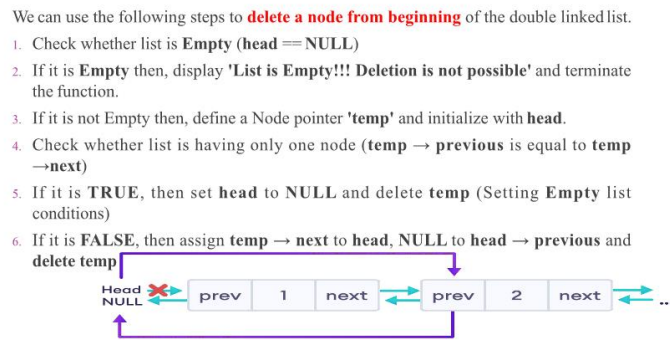 We can use the following steps to delete a node from beginning of the double linked list.
1. Check whether list is Empty (head == NULL)
2. If it is Empty then, display 'List is Empty!!! Deletion is not possible' and terminate
the function.
3. If it is not Empty then, define a Node pointer 'temp' and initialize with head.
4. Check whether list is having only one node (temp → previous is equal to temp
→next)
5. If it is TRUE, then set head to NULL and delete temp (Setting Empty list
conditions)
6. If it is FALSE, then assign temp → next to head, NULL to head → previous and
delete temp
Head
NULL
prev 1 next prev 2 next ..